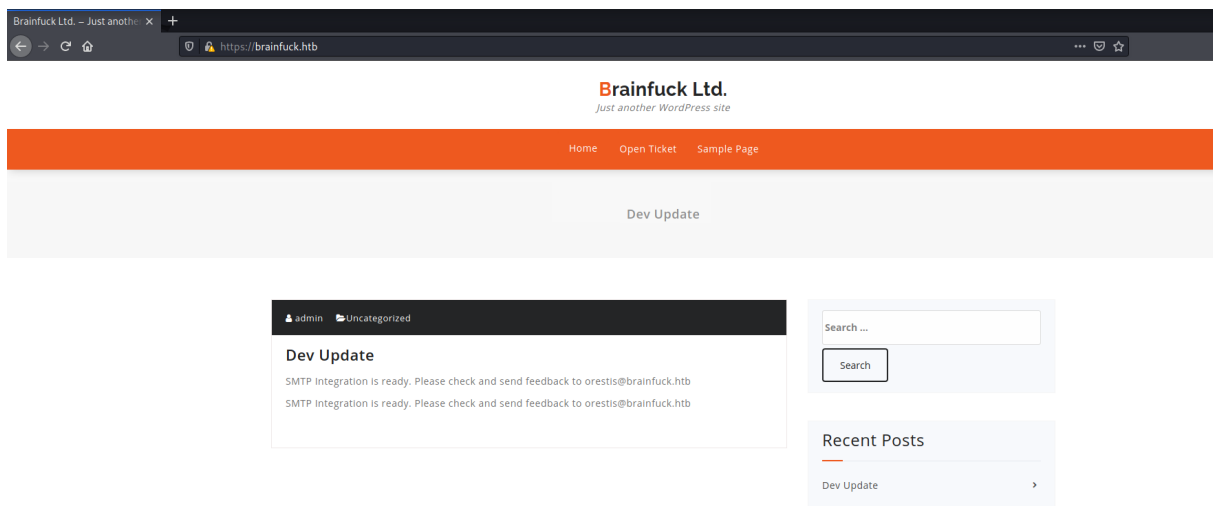 Brainfuck Ltd. – Just anothe
https://brainfuck.htb
Brainfuck Ltd.
Just another WordPress site
Home Open Ticket Sample Page
Dev Update
admin Uncategorized
Dev Update
SMTP Integration is ready. Please check and send feedback to orestis@brainfuck.htb
SMTP Integration is ready. Please check and send feedback to orestis@brainfuck.htb
Search ...
Search
Recent Posts
Dev Update